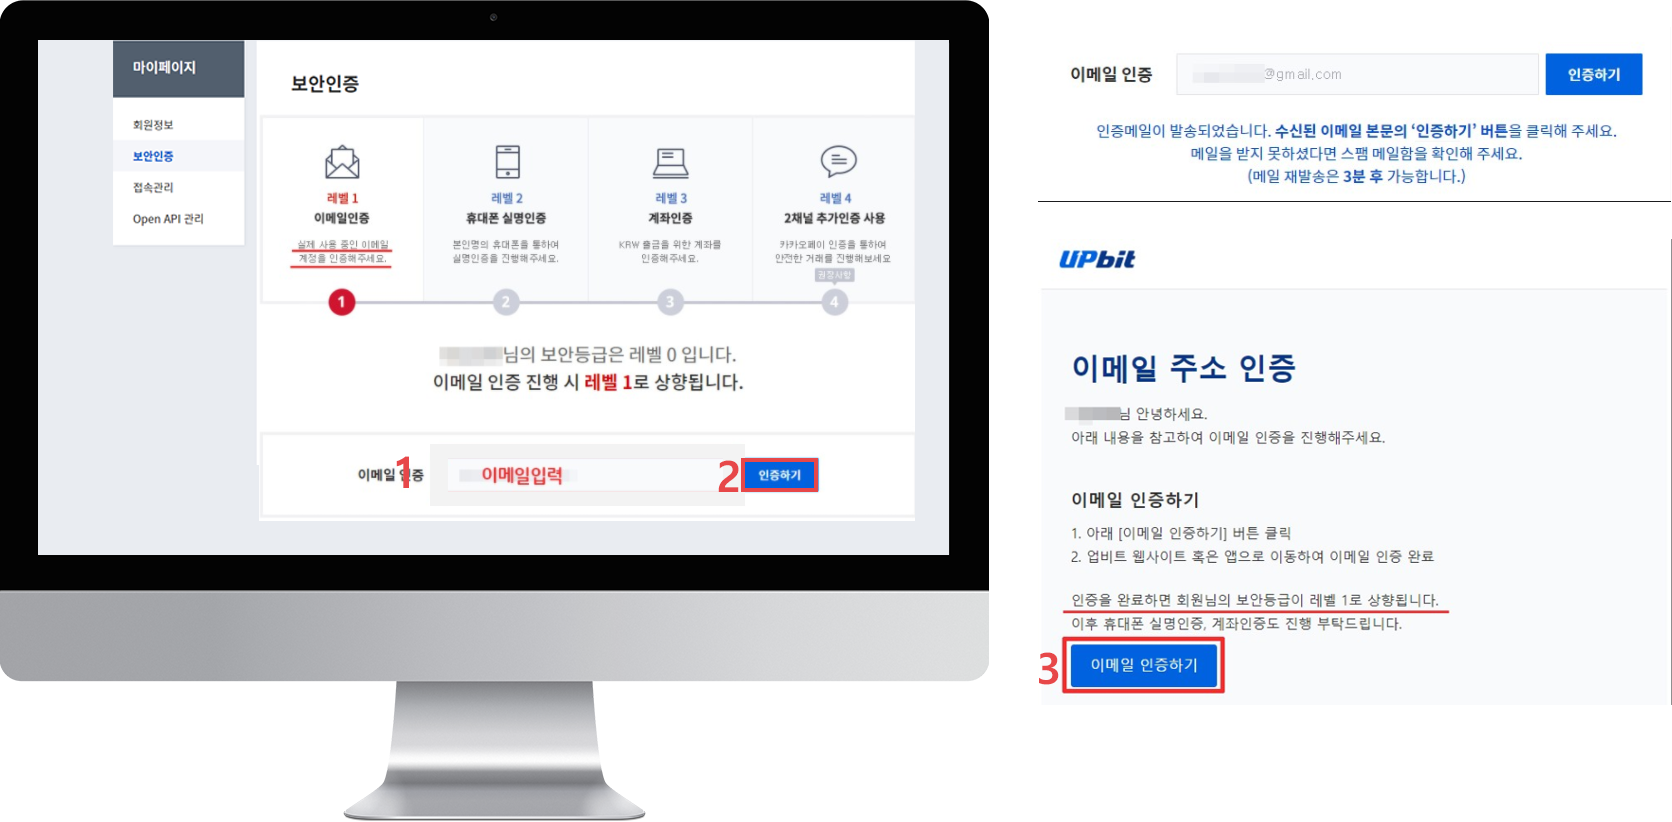 마이페이지
회원정보
보안인증
접속관리
Open API 관리
보안인증
레벨 1
이메일인증
실제 사용 중인 이메일
계정을 인증해주세요.
레벨 2
휴대폰 실명인증
본인명의 휴대폰을 통하여
실명인증을 진행해주세요.
레벨 3
계좌인증
KRW 출금을 위한 계좌를
인증해주세요.
레벨 4
2채널 추가인증 사용
카카오페이 인증을 통하여
안전한 거래를 진행해보세요
권장사항
1
2
3
4
님의 보안등급은 레벨 0 입니다.
이메일 인증 진행 시 레벨 1로 상향됩니다.
이메일 인증
1
이메일입력
2
인증하기
이메일 인증
@gmail.com
인증하기
인증메일이 발송되었습니다. 수신된 이메일 본문의 ‘인증하기’ 버튼을 클릭해 주세요.
메일을 받지 못하셨다면 스팸 메일함을 확인해 주세요.
(메일 재발송은 3분 후 가능합니다.)
UPbit
이메일 주소 인증
님 안녕하세요.
아래 내용을 참고하여 이메일 인증을 진행해주세요.
이메일 인증하기
1. 아래 [이메일 인증하기] 버튼 클릭
2. 업비트 웹사이트 혹은 앱으로 이동하여 이메일 인증 완료
인증을 완료하면 회원님의 보안등급이 레벨 1로 상향됩니다.
이후 휴대폰 실명인증, 계좌인증도 진행 부탁드립니다.
3
이메일 인증하기